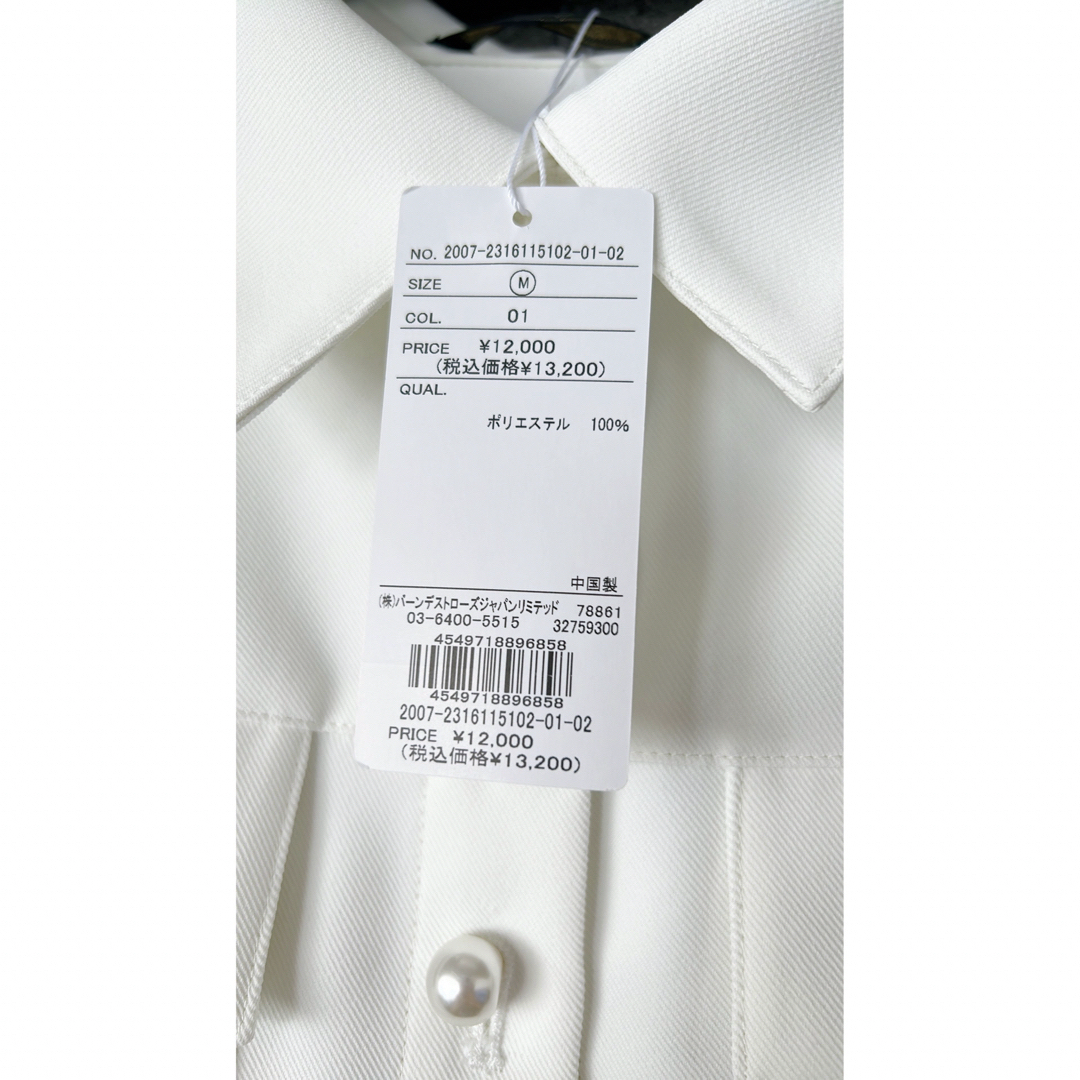 NO. 2007-2316115102-01-02
SIZE M
COL. 01
PRICE ¥12,000
(税込価格¥13,200)
QUAL.
ポリエステル 100%
中国製
(株)バーンデストローズジャパンリミテッド 78861
03-6400-5515 32759300
4549718896858
4549718896858
2007-2316115102-01-02
PRICE ¥12,000
(税込価格¥13,200)